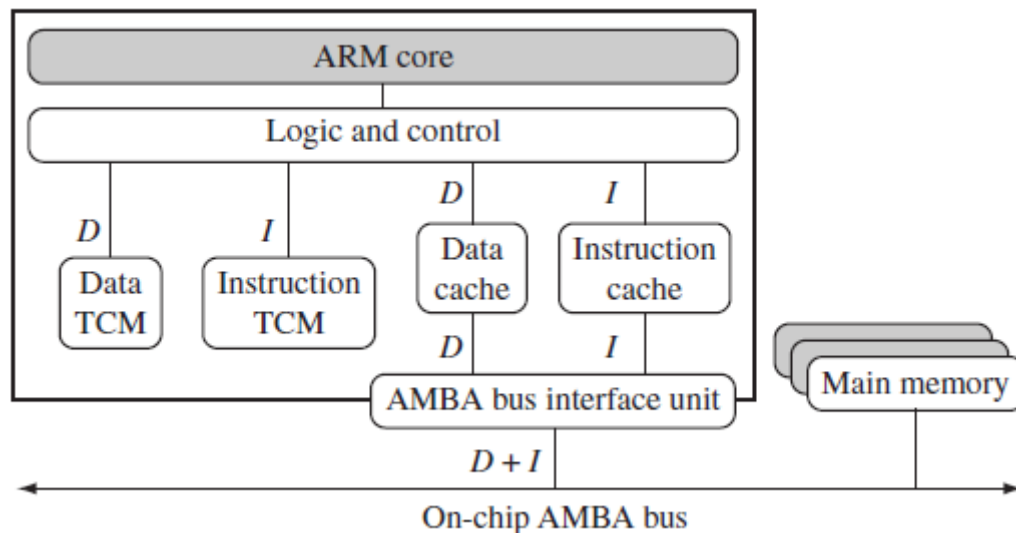 ARM core
Logic and control
D
I
D
I
Data
TCM
Instruction
TCM
Data
cache
Instruction
cache
D
I
AMBA bus interface unit
Main memory
D + I
On-chip AMBA bus